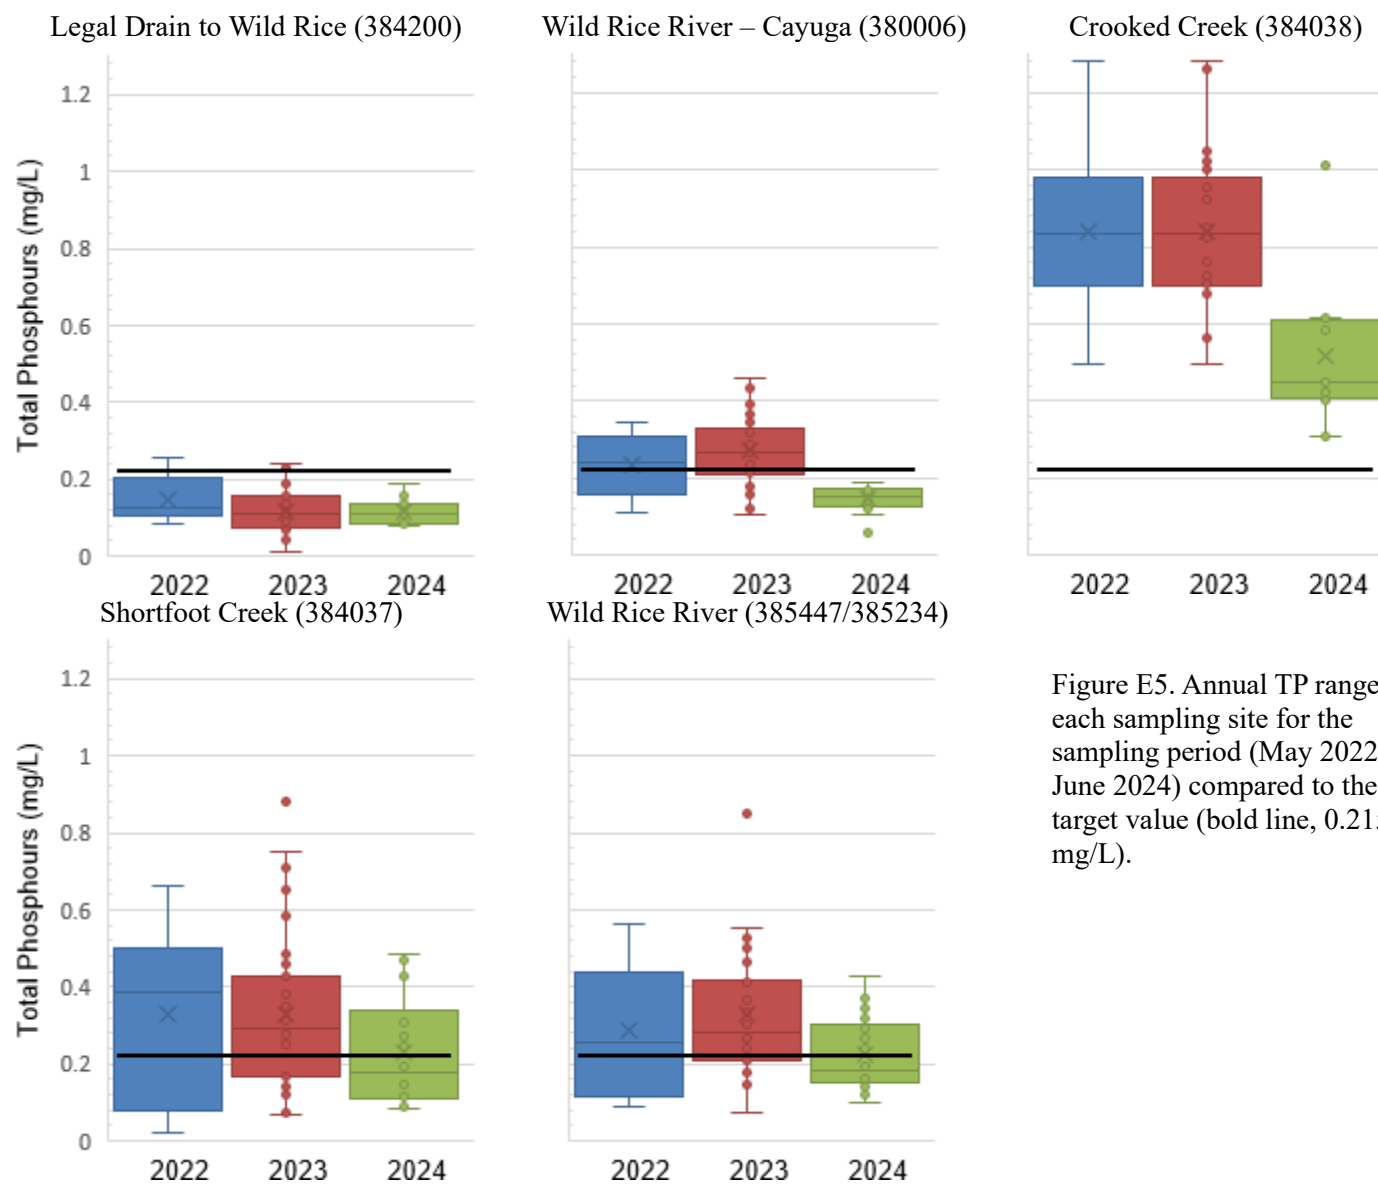 Legal Drain to Wild Rice (384200)
Wild Rice River – Cayuga (380006)
Crooked Creek (384038)
Total Phosphours (mg/L)
1.2
1
0.8
0.6
0.4
0.2
0
2022 2023 2024
2022 2023 2024
2022 2023 2024
Shortfoot Creek (384037)
Wild Rice River (385447/385234)
Total Phosphours (mg/L)
1.2
1
0.8
0.6
0.4
0.2
0
2022 2023 2024
2022 2023 2024
Figure E5. Annual TP range
each sampling site for the
sampling period (May 2022
June 2024) compared to the
target value (bold line, 0.21
mg/L).